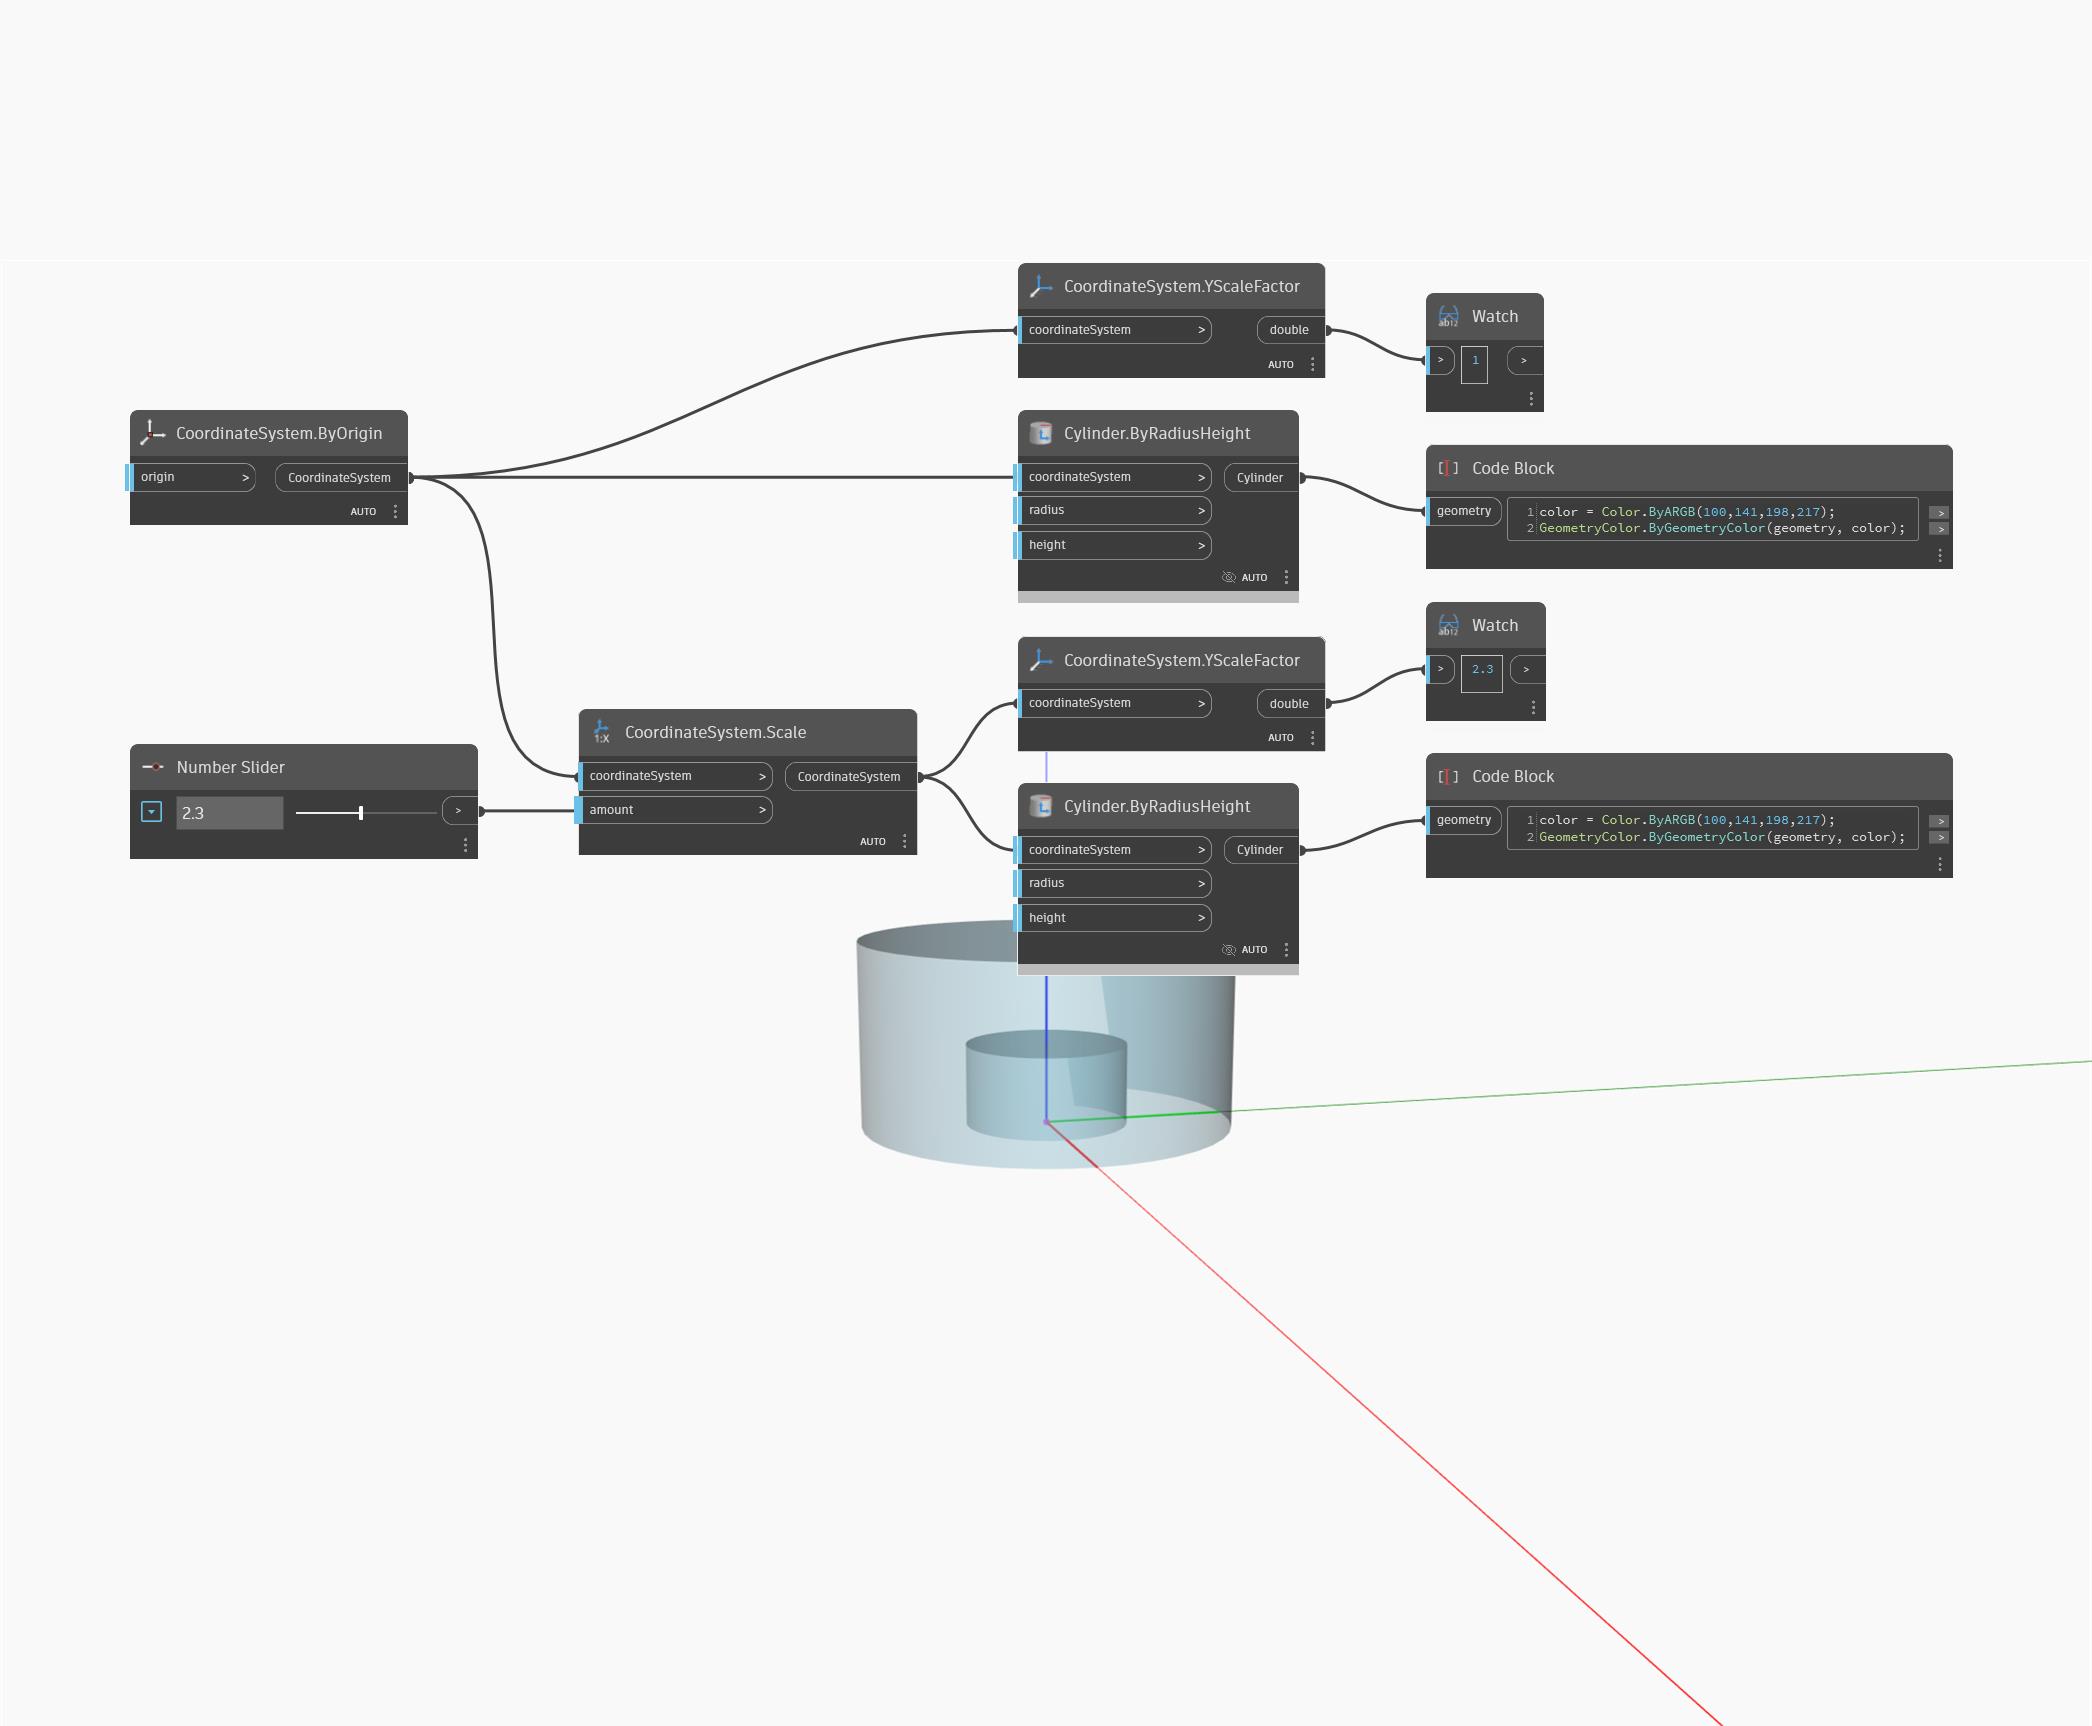 CoordinateSystem.YScaleFactor
coordinateSystem > double
AUTO
Watch
> 1 >
CoordinateSystem.ByOrigin
origin > CoordinateSystem
AUTO
Cylinder.ByRadiusHeight
coordinateSystem > Cylinder
radius >
height >
AUTO
Code Block
geometry 1 color = Color.ByARGB(100,141,198,217); >
2 GeometryColor.ByGeometryColor(geometry, color); >
Watch
ab12
> 2.3 >
CoordinateSystem.YScaleFactor
coordinateSystem > double
AUTO
CoordinateSystem.Scale
1:X
coordinateSystem > CoordinateSystem
amount >
AUTO
Number Slider
2.3 >
Cylinder.ByRadiusHeight
coordinateSystem > Cylinder
radius >
height >
AUTO
Code Block
geometry 1 color = Color.ByARGB(100,141,198,217); >
2 GeometryColor.ByGeometryColor(geometry, color); >